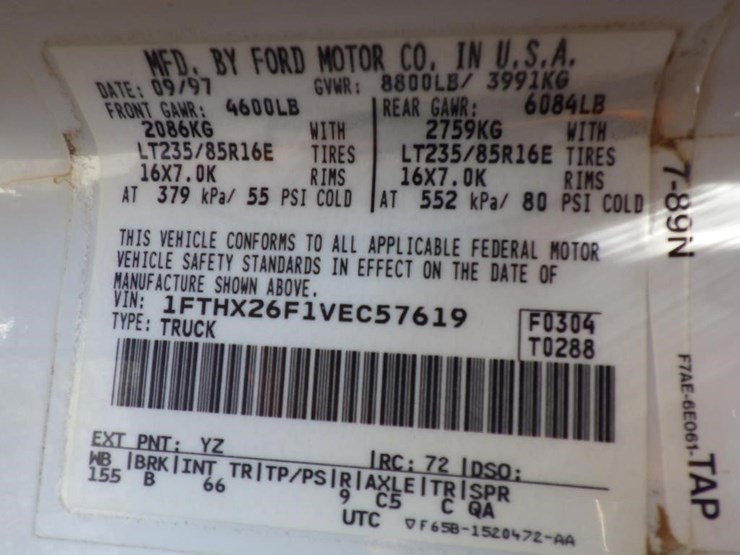 MFD. BY FORD MOTOR CO. IN U.S.A.
DATE: 09/97 GVWR: 8800LB/ 3991KG
FRONT GAWR: 4600LB REAR GAWR: 6084LB
2086KG WITH 2759KG WITH
LT235/85R16E TIRES LT235/85R16E TIRES
16X7.0K RIMS 16X7.0K RIMS
AT 379 kPa/ 55 PSI COLD AT 552 kPa/ 80 PSI COLD
THIS VEHICLE CONFORMS TO ALL APPLICABLE FEDERAL MOTOR
VEHICLE SAFETY STANDARDS IN EFFECT ON THE DATE OF
MANUFACTURE SHOWN ABOVE.
VIN: 1FTHX26F1VEC57619 F0304
TYPE: TRUCK T0288
EXT PNT: YZ RC: 72 DSO:
WB BRK INT TR TP/PS R AXLE TR SPR
155 B 66 9 C5 C QA
UTC ▽F65B-1520472-AA
7-89N
F7AE-6E061-TAP